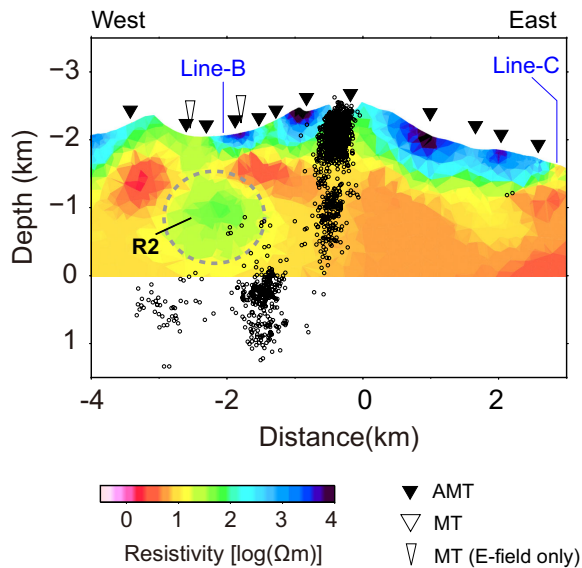 West East
Line-B
Line-C
R2
Depth (km)
−3
−2
−1
0
1
-4 -2 0 2
Distance(km)
0 1 2 3 4
Resistivity [log(Ωm)]
AMT
MT
MT (E-field only)